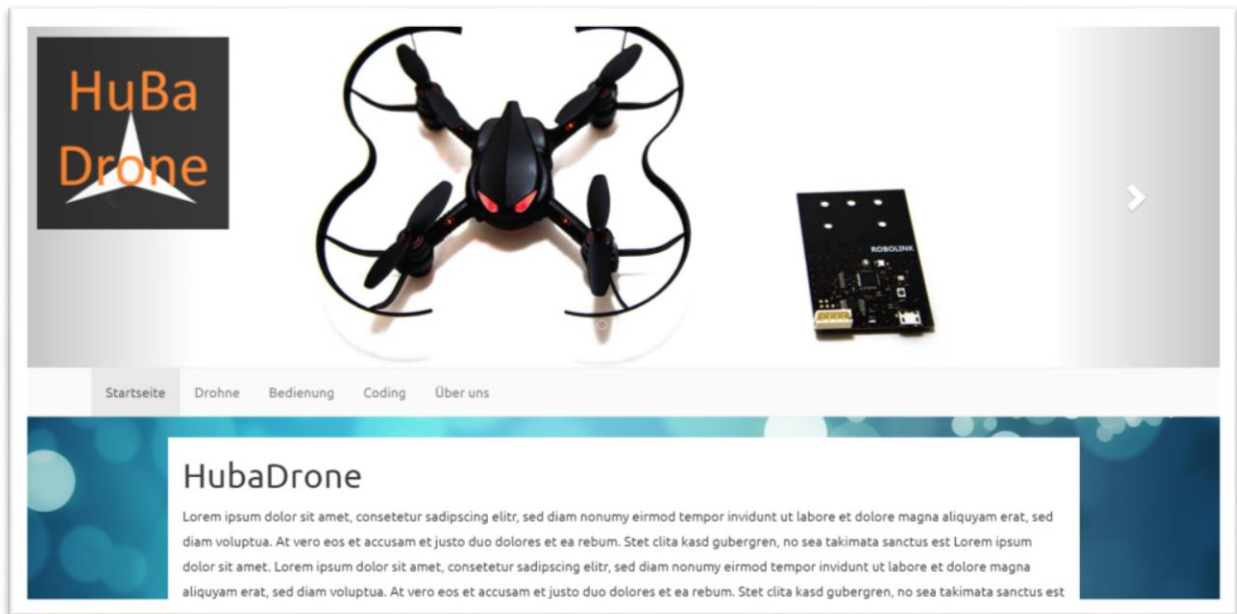 HuBa
Drone
ROBOLINK
Startseite Drohne Bedienung Coding Über uns
HubaDrone
Lorem ipsum dolor sit amet, consetetur sadipscing elitr, sed diam nonumy eirmod tempor invidunt ut labore et dolore magna aliquyam erat, sed
diam voluptua. At vero eos et accusam et justo duo dolores et ea rebum. Stet clita kasd gubergren, no sea takimata sanctus est Lorem ipsum
dolor sit amet. Lorem ipsum dolor sit amet, consetetur sadipscing elitr, sed diam nonumy eirmod tempor invidunt ut labore et dolore magna
aliquyam erat, sed diam voluptua. At vero eos et accusam et justo duo dolores et ea rebum. Stet clita kasd gubergren, no sea takimata sanctus est